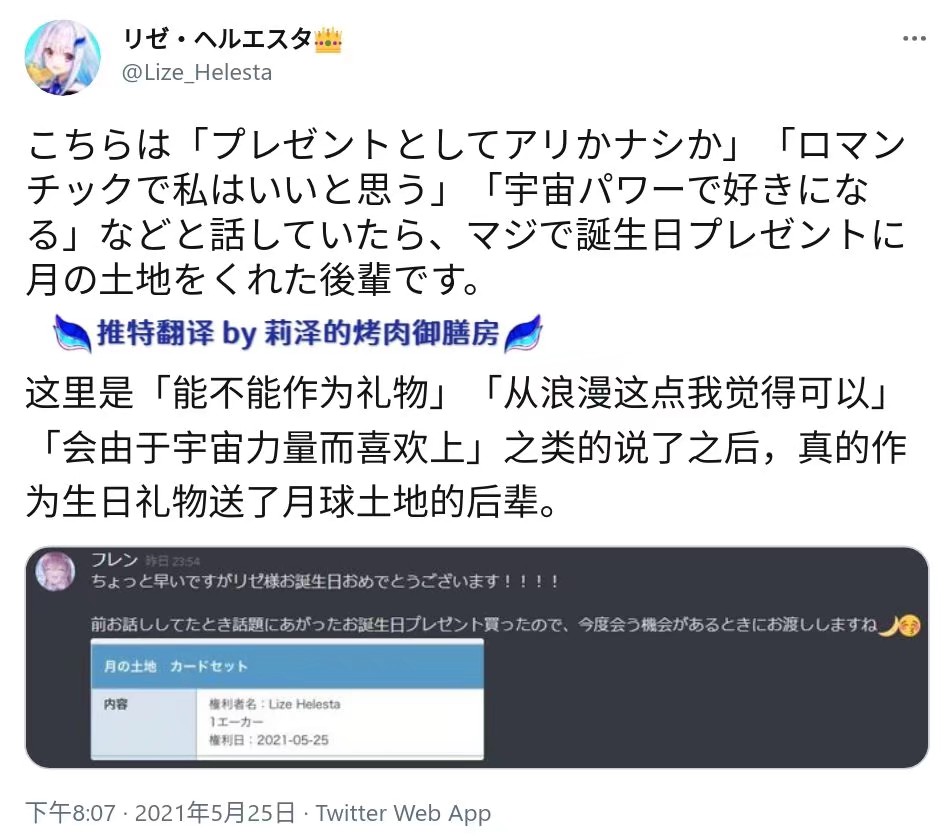 リゼ・ヘルエスタ👑
@Lize_Helesta
こちらは「プレゼントとしてアリかナシか」「ロマン
チックで私はいいと思う」「宇宙パワーで好きにな
る」などと話していたら、マジで誕生日プレゼントに
月の土地をくれた後輩です。
推特翻译 by 莉泽的烤肉御膳房
这里是「能不能作为礼物」「从浪漫这点我觉得可以」
「会由于宇宙力量而喜欢上」之类的说了之后，真的作
为生日礼物送了月球土地的后辈。
フレン 昨日 23:54
ちょっと早いですがリゼ様お誕生日おめでとうございます！！！！
前お話ししてたとき話題にあがったお誕生日プレゼント買ったので、今度会う機会があるときにお渡ししますね🌙😚
月の土地 カードセット
内容
権利者名：Lize Helesta
1エーカー
権利日：2021-05-25
下午8:07 · 2021年5月25日 · Twitter Web App